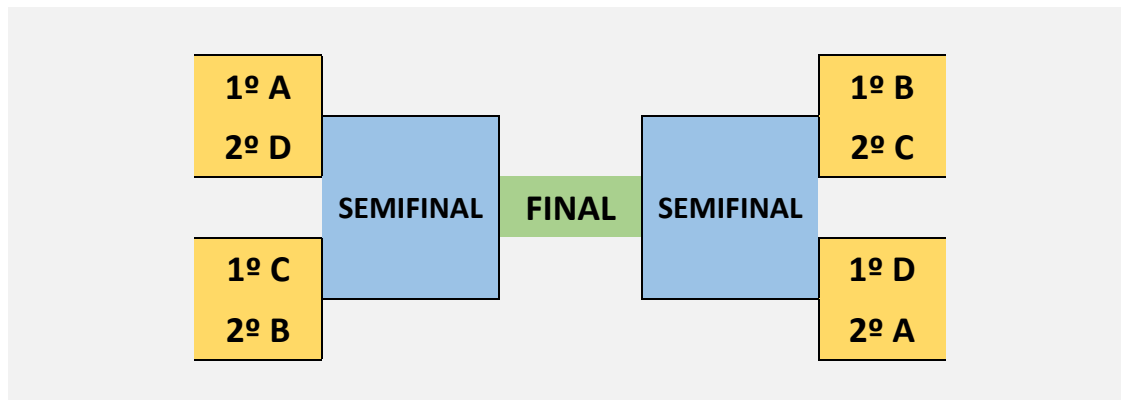 1º A
2º D
1º C
2º B
SEMIFINAL
FINAL
SEMIFINAL
1º B
2º C
1º D
2º A